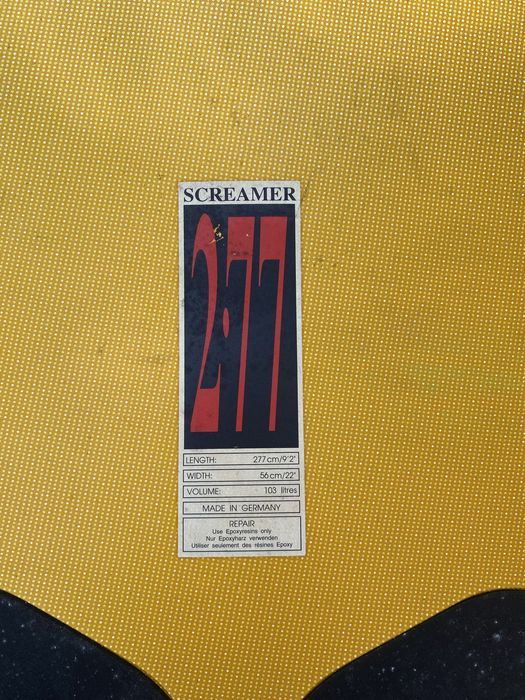 SCREAMER
277
LENGTH: 277cm/9'2"
WIDTH: 56cm/22"
VOLUME: 103 litres
MADE IN GERMANY
REPAIR
Use Epoxyresins only
Nur Epoxyharz verwenden
Utiliser seulement des résines Epoxy